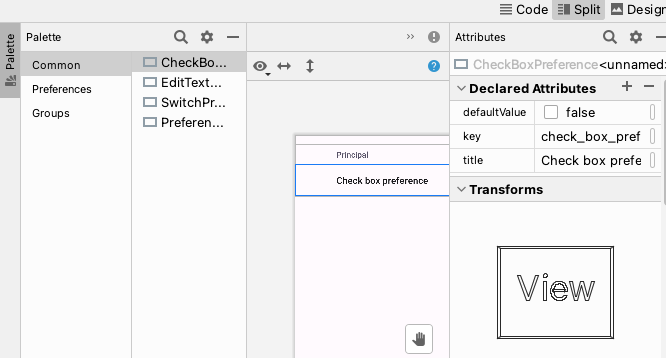 Code Split Design
Palette
Palette
Attributes
Common
Preferences
Groups
CheckBo...
EditText...
SwitchPr...
Preferen...
Principal
Check box preference
CheckBoxPreference <unnamed>
Declared Attributes
defaultValue false
key check_box_pref
title Check box prefe
Transforms
View